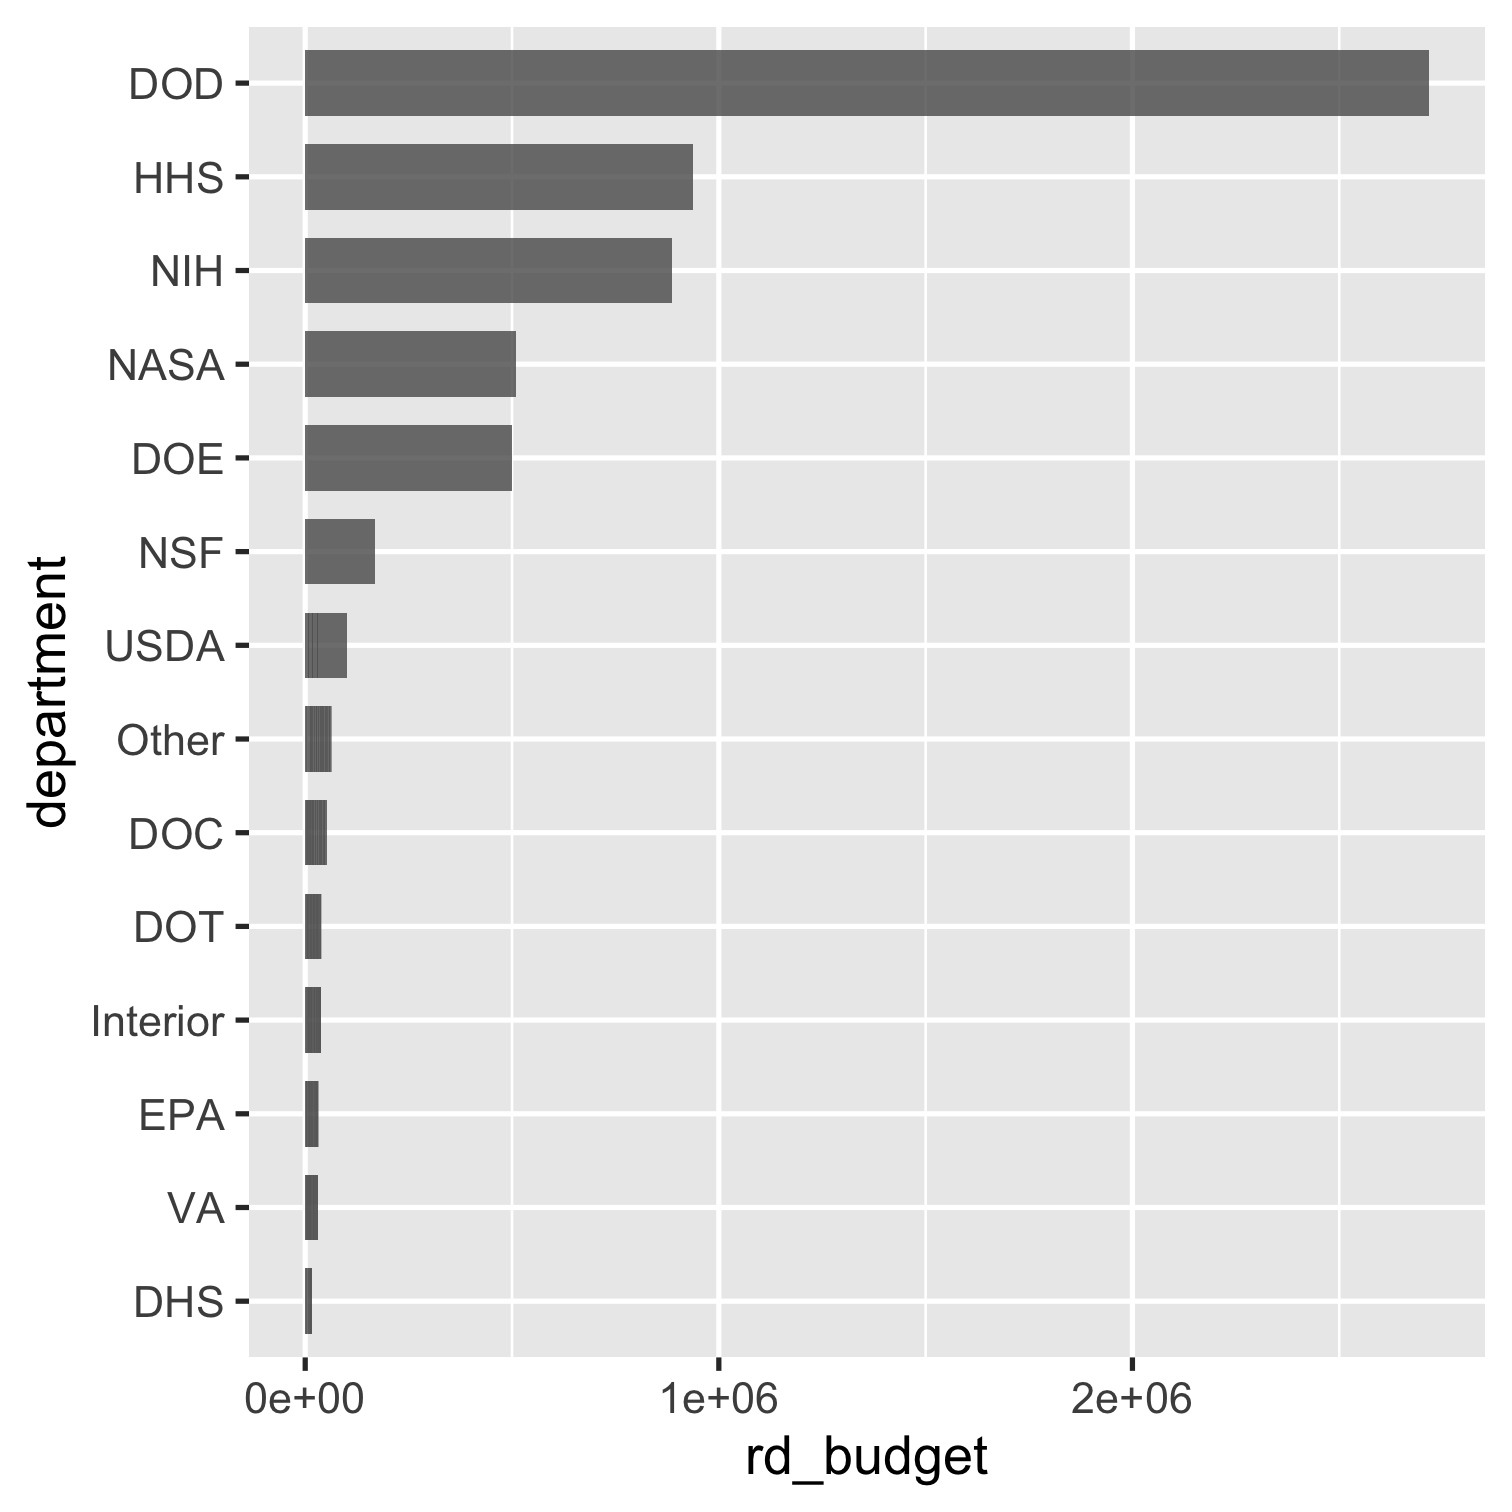 DOD
HHS
NIH
NASA
DOE
NSF
USDA
Other
DOC
DOT
Interior
EPA
VA
DHS
department
0e+00 1e+06 2e+06
rd_budget